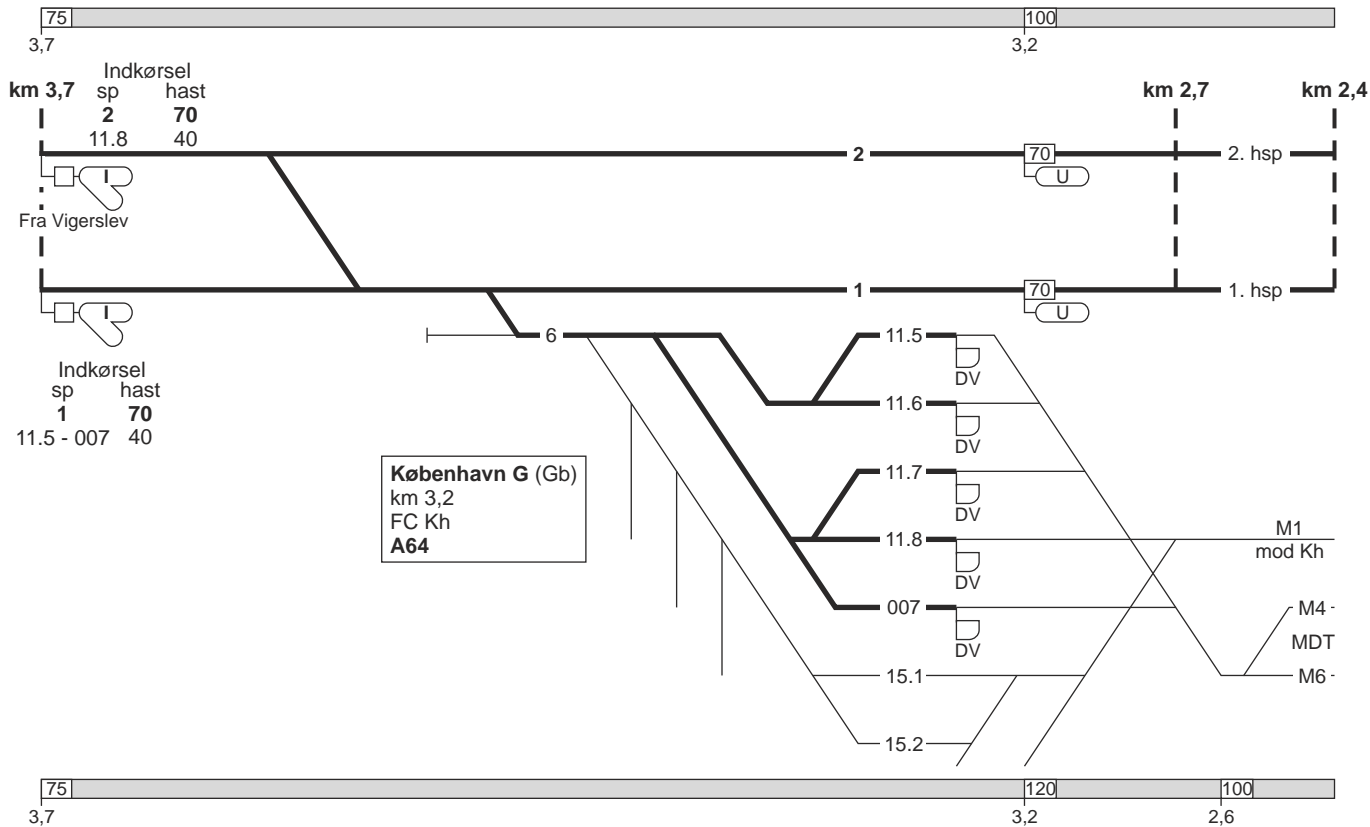 75 100
3,7 3,2
Indkørsel
km 3,7 sp hast km 2,7 km 2,4
2 70
11.8 40
2 70 2. hsp
I U
Fra Vigerslev
1 70 1. hsp
I U
6 11.5
DV
Indkørsel
sp hast
1 70
11.5 - 007 40
11.6
DV
København G (Gb)
km 3,2
FC Kh
A64
11.7
DV
11.8 M1
mod Kh
DV
007 M4
DV MDT
15.1 M6
15.2
75 120 100
3,7 3,2 2,6